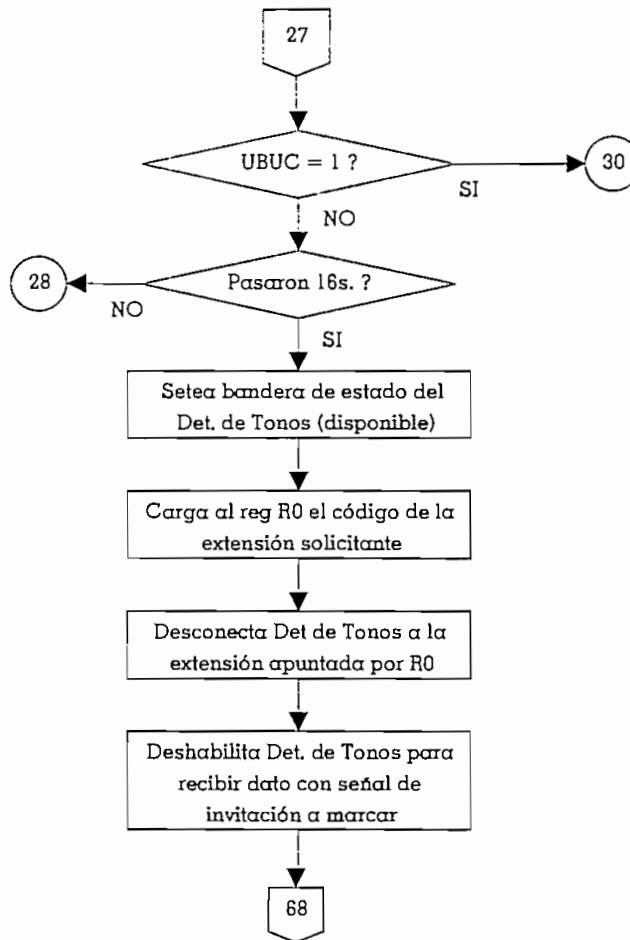 27
UBUC = 1 ?
30
SI
NO
28
Pasaron 16s. ?
NO
SI
Setea bandera de estado del
Det. de Tonos (disponible)
Carga al reg R0 el código de la
extensión solicitante
Desconecta Det de Tonos a la
extensión apuntada por R0
Deshabilita Det. de Tonos para
recibir dato con señal de
invitación a marcar
68